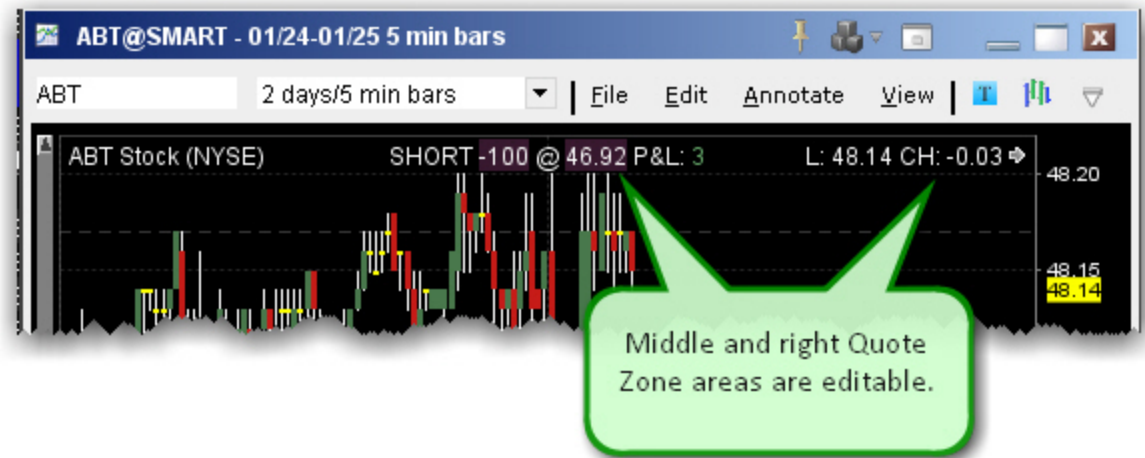 ABT@SMART - 01/24-01/25 5 min bars
ABT 2 days/5 min bars File Edit Annotate View T
ABT Stock (NYSE) SHORT -100 @ 46.92 P&L: 3 L: 48.14 CH: -0.03
48.20
48.15
48.14
Middle and right Quote
Zone areas are editable.